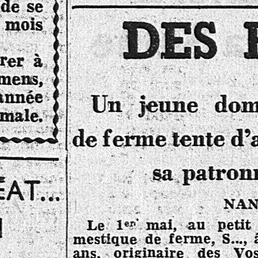 de se
mois
rer à
mens,
année
male.
ÉAT...
DES
Un jeune dom
de ferme tente d'a
sa patron
NAN
Le 1er mai, au petit
mestique de ferme, S..., â
ans, originaire des Vos